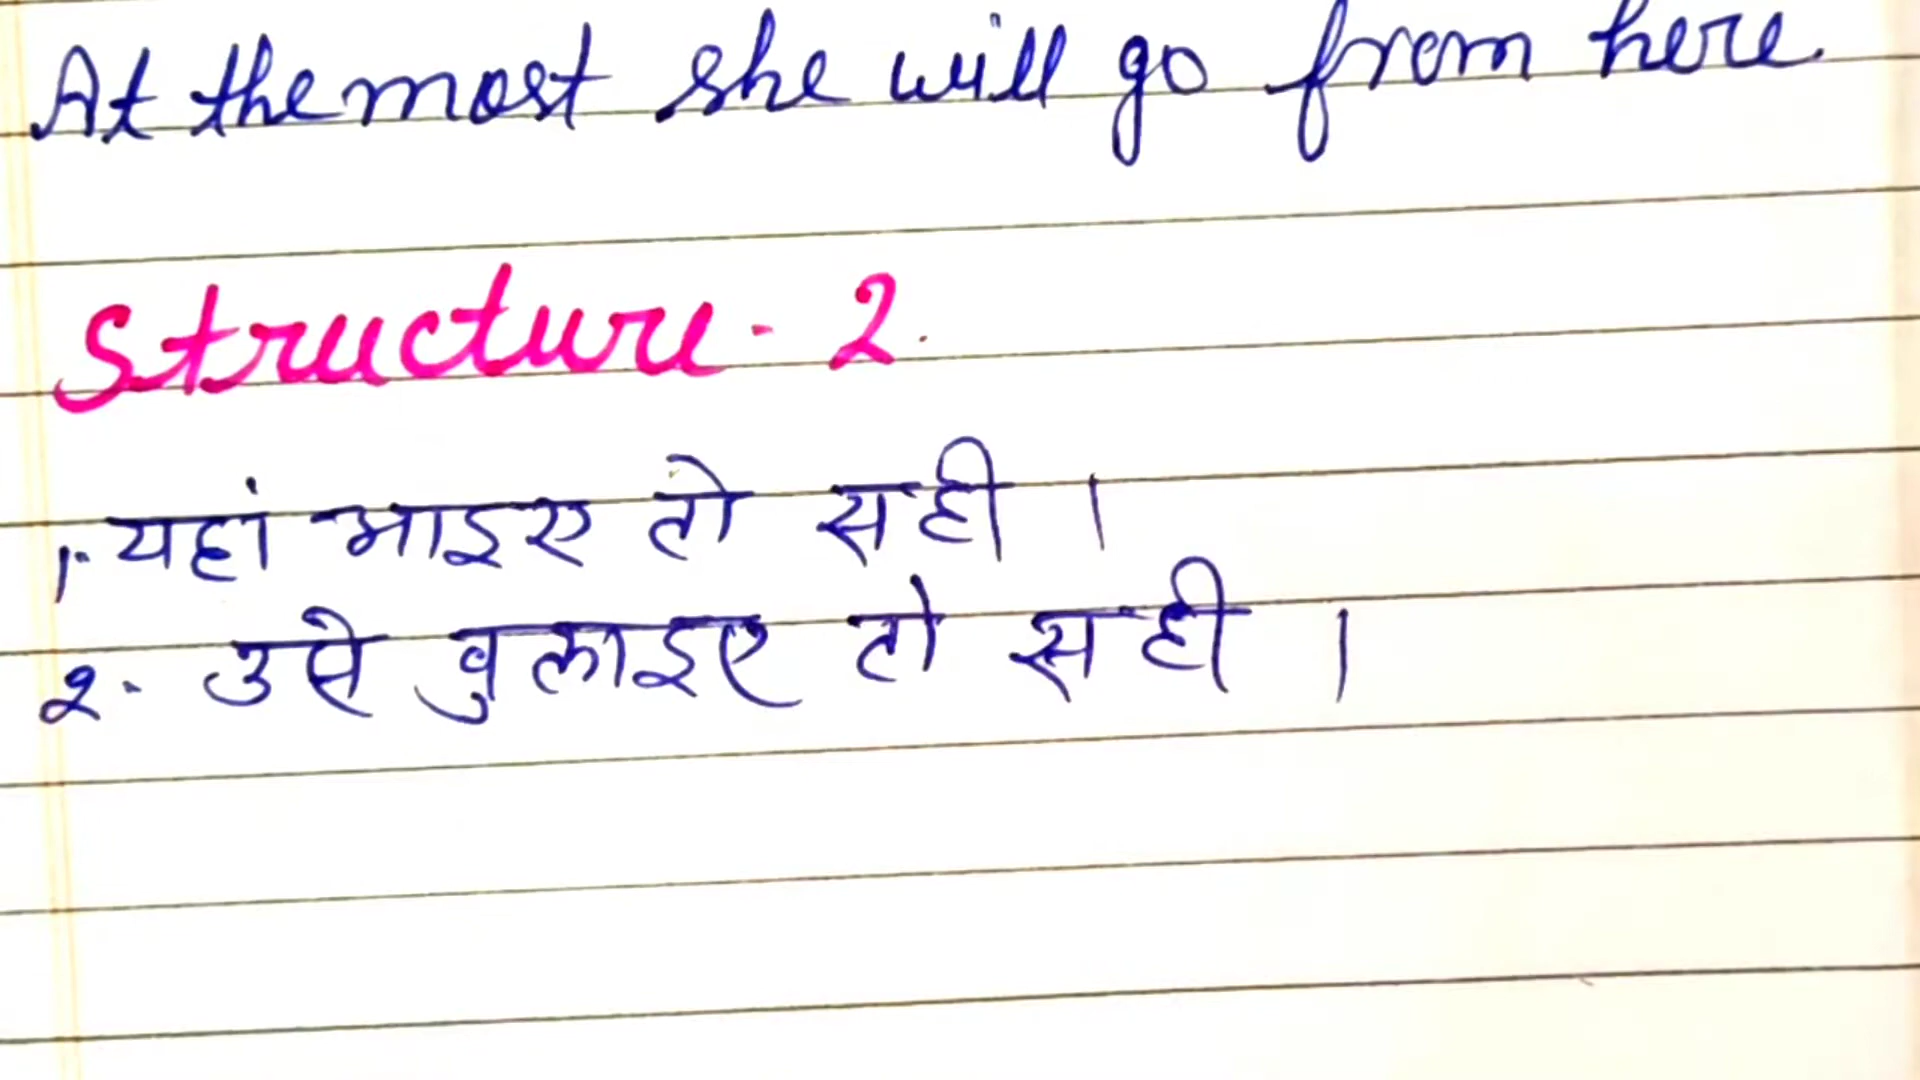 At the most she will go from here.
Structure - 2.
1. यहां आइए तो सही ।
2. उसे बुलाइए तो सही ।